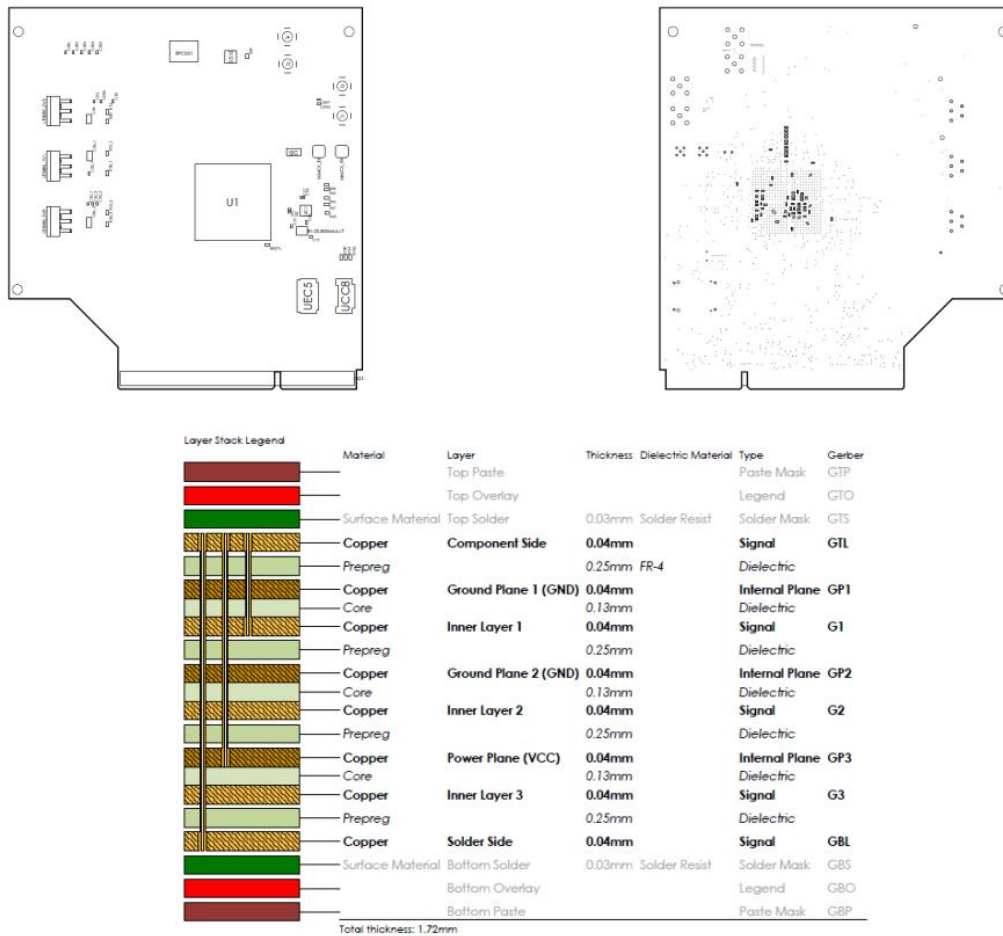 U1
UEC5
UCC8
Layer Stack Legend
Material Layer Thickness Dielectric Material Type Gerber
Top Paste Paste Mask GTP
Top Overlay Legend GTO
Surface Material Top Solder 0.03mm Solder Resist Solder Mask GTS
Copper Component Side 0.04mm Signal GTL
Prepreg 0.25mm FR-4 Dielectric
Copper Ground Plane 1 (GND) 0.04mm Internal Plane GP1
Core 0.13mm Dielectric
Copper Inner Layer 1 0.04mm Signal G1
Prepreg 0.25mm Dielectric
Copper Ground Plane 2 (GND) 0.04mm Internal Plane GP2
Core 0.13mm Dielectric
Copper Inner Layer 2 0.04mm Signal G2
Prepreg 0.25mm Dielectric
Copper Power Plane (VCC) 0.04mm Internal Plane GP3
Core 0.13mm Dielectric
Copper Inner Layer 3 0.04mm Signal G3
Prepreg 0.25mm Dielectric
Copper Solder Side 0.04mm Signal GBL
Surface Material Bottom Solder 0.03mm Solder Resist Solder Mask GBS
Bottom Overlay Legend GBO
Bottom Paste Paste Mask GBP
Total thickness: 1.72mm